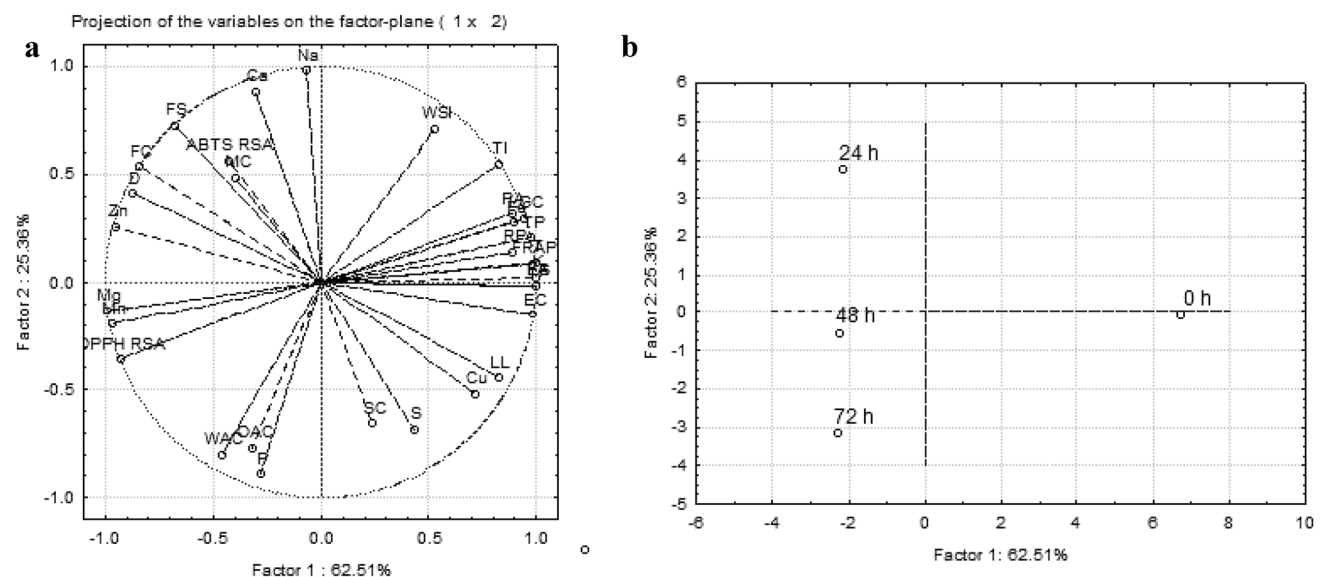 Projection of the variables on the factor-plane ( 1 x 2)
a
1.0
0.5
0.0
-0.5
-1.0
Factor 2 : 25.36%
Na
Ca
FS
WSI
ABTS RSA
MC
TI
FC
D
Zn
TP
FRAP
Mg
Mn
EC
DPPH RSA
LL
Cu
SC
S
WAC
OAC
P
-1.0 -0.5 0.0 0.5 1.0
Factor 1 : 62.51%
b
6
5
4
3
2
1
0
-1
-2
-3
-4
-5
Factor 2: 25.36%
24 h
0 h
48 h
72 h
-6 -4 -2 0 2 4 6 8 10
Factor 1: 62.51%